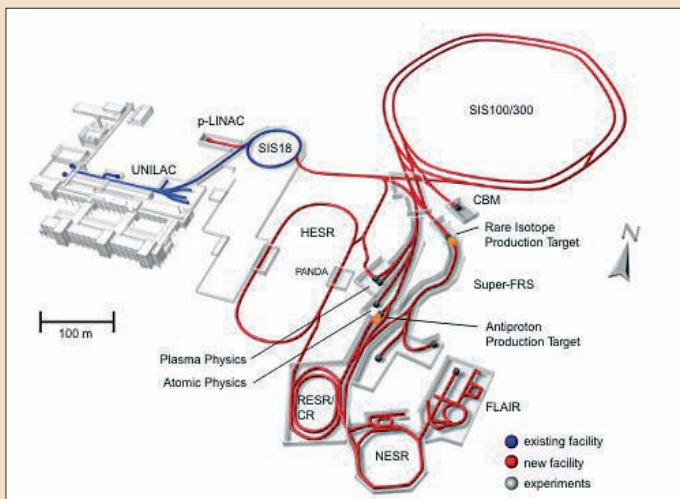 SIS100/300
p-LINAC
SIS18
UNILAC
CBM
Rare Isotope
Production Target
HESR
N
PANDA
Super-FRS
100 m
Antiproton
Production Target
Plasma Physics
Atomic Physics
RESR/
CR
FLAIR
NESR
existing facility
new facility
experiments